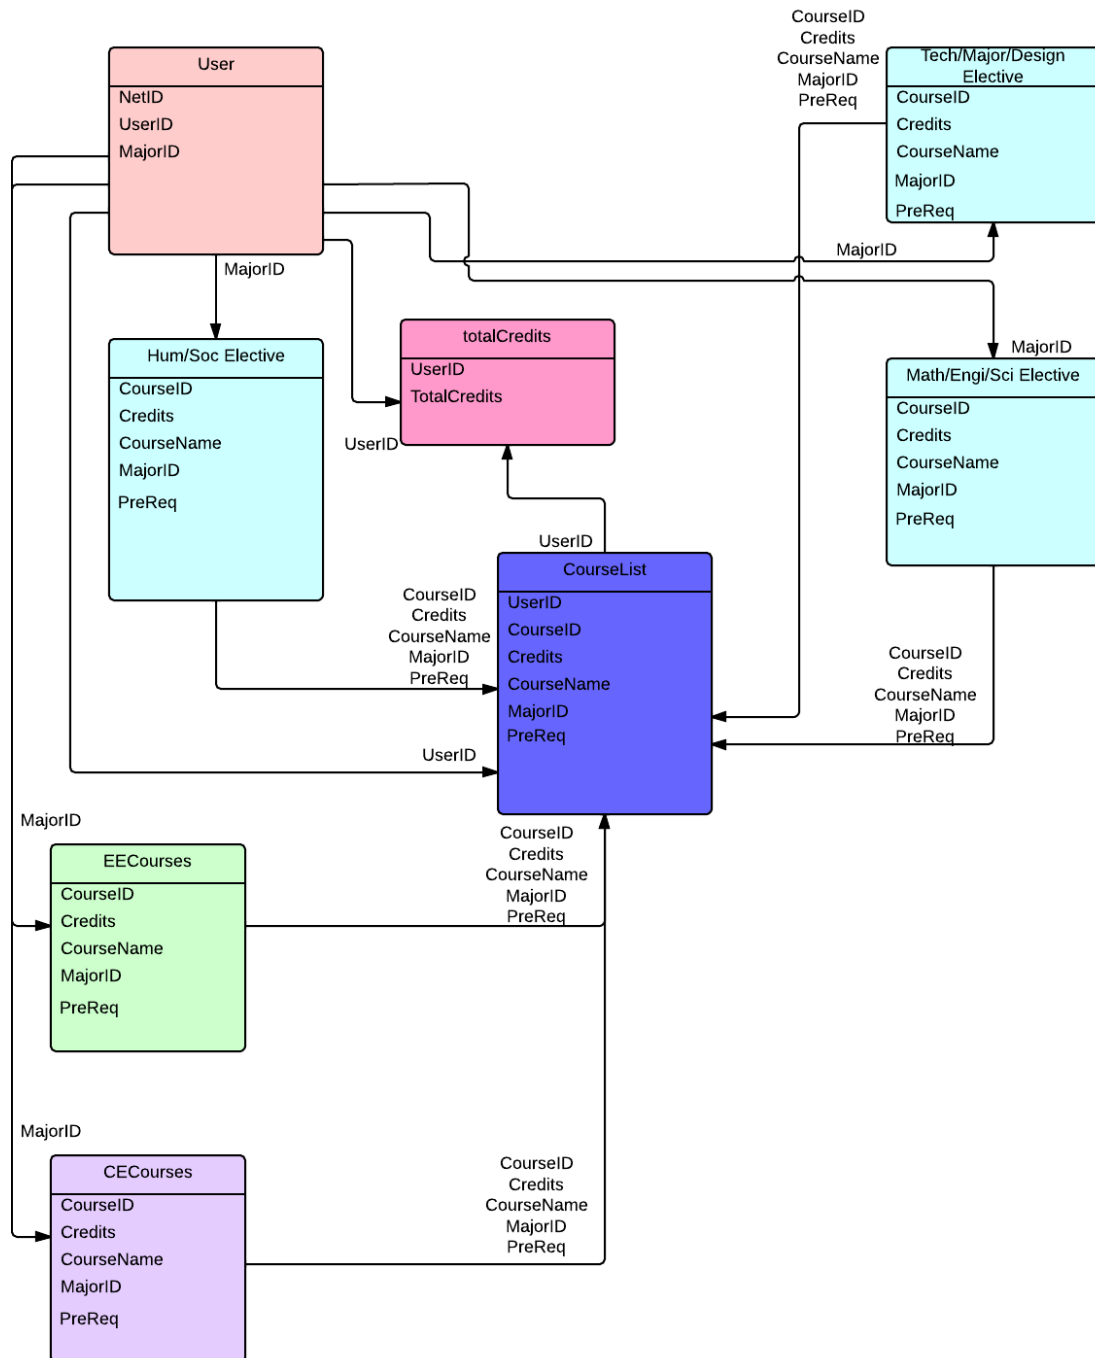 CourseID
Credits
CourseName
MajorID
PreReq
User
NetID
UserID
MajorID
Tech/Major/Design
Elective
CourseID
Credits
CourseName
MajorID
PreReq
MajorID
MajorID
Hum/Soc Elective
CourseID
Credits
CourseName
MajorID
PreReq
totalCredits
UserID
TotalCredits
UserID
MajorID
Math/Engi/Sci Elective
CourseID
Credits
CourseName
MajorID
PreReq
UserID
CourseList
UserID
CourseID
Credits
CourseName
MajorID
PreReq
CourseID
Credits
CourseName
MajorID
PreReq
CourseID
Credits
CourseName
MajorID
PreReq
UserID
MajorID
EECourses
CourseID
Credits
CourseName
MajorID
PreReq
CourseID
Credits
CourseName
MajorID
PreReq
MajorID
CECourses
CourseID
Credits
CourseName
MajorID
PreReq
CourseID
Credits
CourseName
MajorID
PreReq